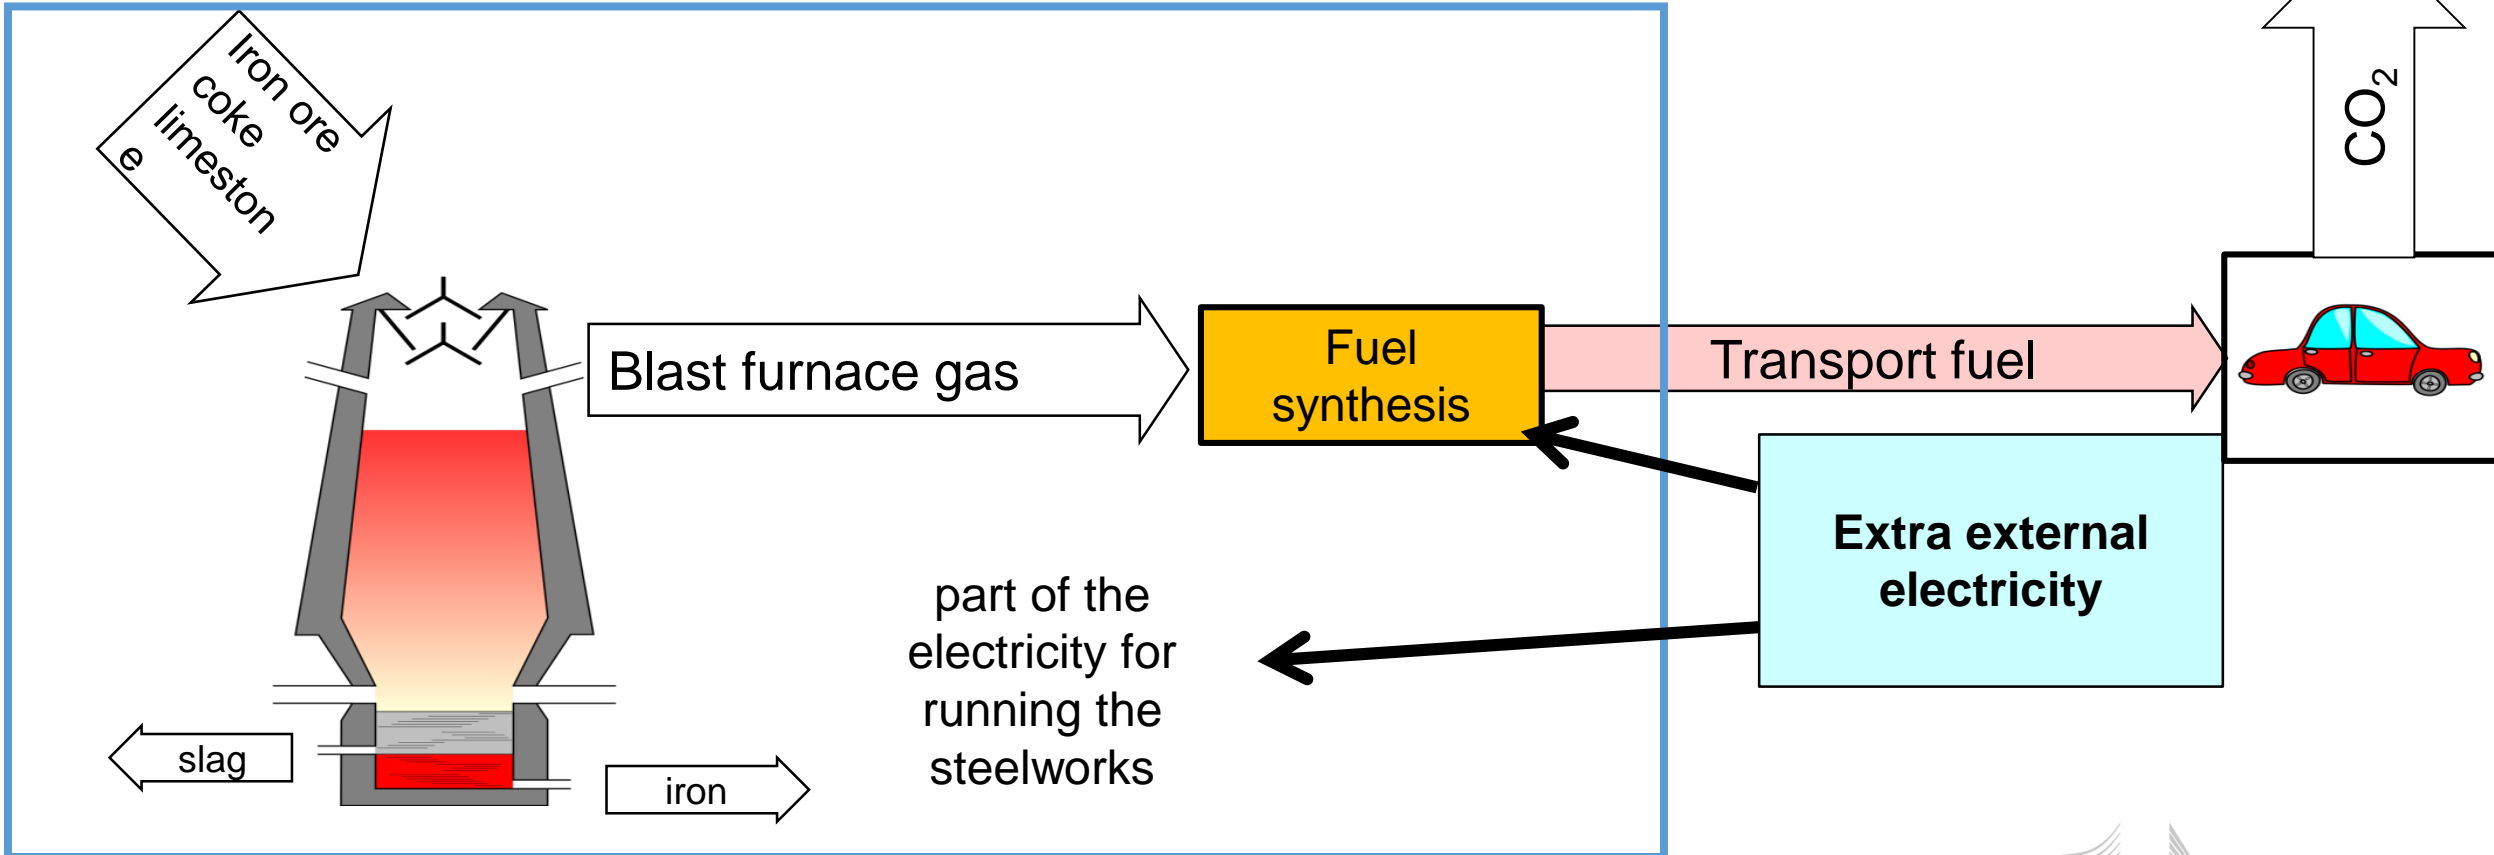 Iron ore
coke
limeston
e
CO₂
Blast furnace gas
Fuel
synthesis
Transport fuel
Extra external
electricity
part of the
electricity for
running the
steelworks
slag
iron